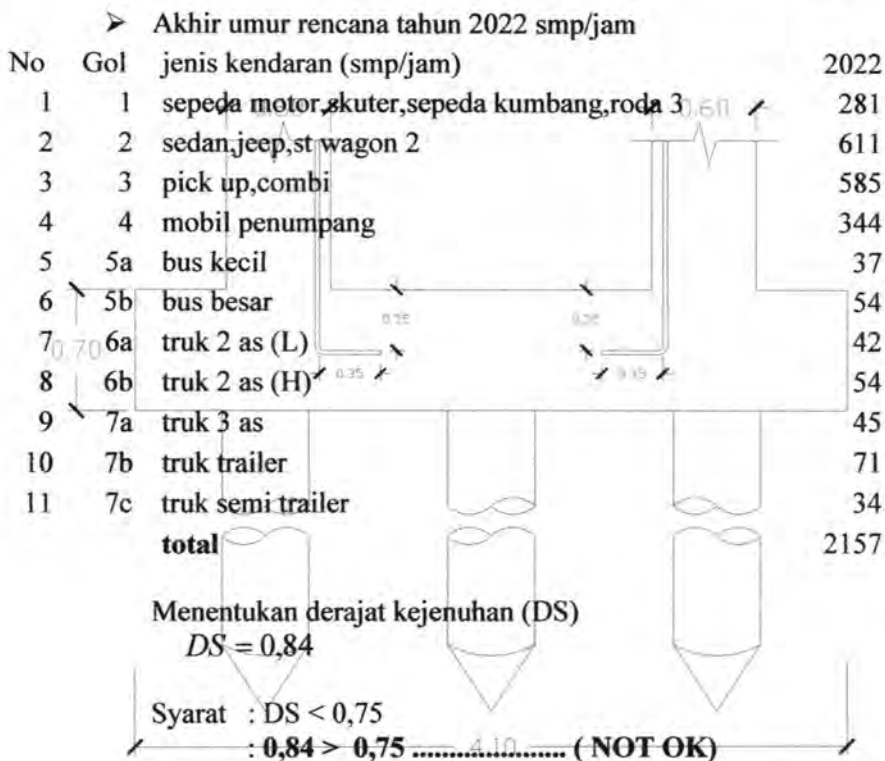 ➤ Akhir umur rencana tahun 2022 smp/jam
No Gol jenis kendaran (smp/jam) 2022
1 1 sepeda motor,skuter,sepeda kumbang,roda 3 281
2 2 sedan,jeep,st wagon 2 611
3 3 pick up,combi 585
4 4 mobil penumpang 344
5 5a bus kecil 37
6 5b bus besar 54
7 6a truk 2 as (L) 42
8 6b truk 2 as (H) 54
9 7a truk 3 as 45
10 7b truk trailer 71
11 7c truk semi trailer 34
total 2157
Menentukan derajat kejenuhan (DS)
DS = 0,84
Syarat : DS < 0,75
: 0,84 > 0,75 ..................... ( NOT OK)
0,60
0,70
0.35
4.10